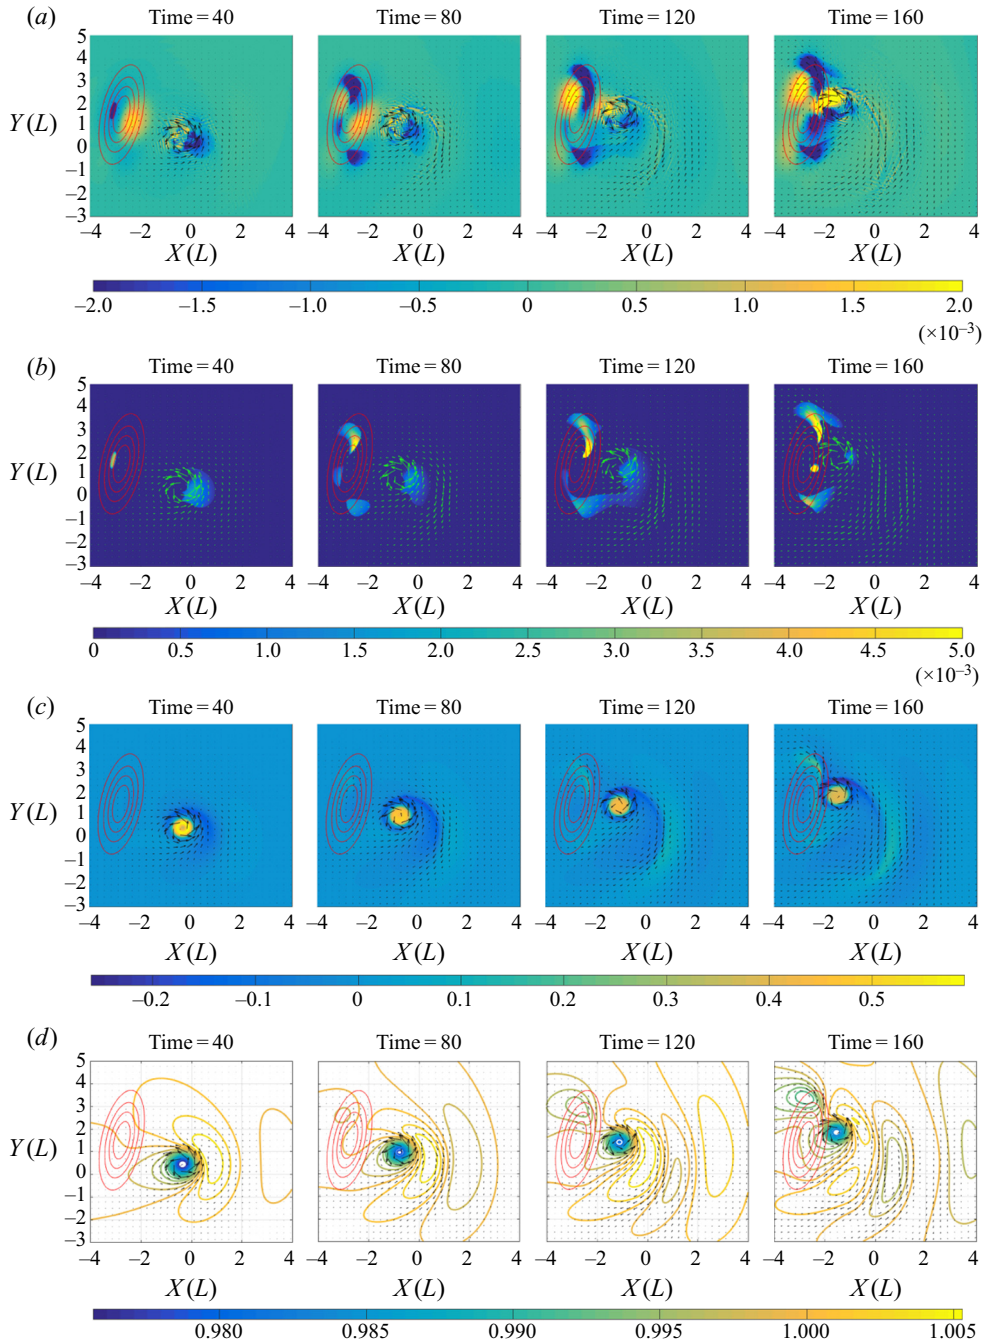 (a) Time = 40 Time = 80 Time = 120 Time = 160
5
4
3
2
Y(L) 1
0
–1
–2
–3
–4 –2 0 2 4 –4 –2 0 2 4 –4 –2 0 2 4 –4 –2 0 2 4
X(L) X(L) X(L) X(L)
–2.0 –1.5 –1.0 –0.5 0 0.5 1.0 1.5 2.0
(×10–3)
(b) Time = 40 Time = 80 Time = 120 Time = 160
5
4
3
2
Y(L) 1
0
–1
–2
–3
–4 –2 0 2 4 –4 –2 0 2 4 –4 –2 0 2 4 –4 –2 0 2 4
X(L) X(L) X(L) X(L)
0 0.5 1.0 1.5 2.0 2.5 3.0 3.5 4.0 4.5 5.0
(×10–3)
(c) Time = 40 Time = 80 Time = 120 Time = 160
5
4
3
2
Y(L) 1
0
–1
–2
–3
–4 –2 0 2 4 –4 –2 0 2 4 –4 –2 0 2 4 –4 –2 0 2 4
X(L) X(L) X(L) X(L)
–0.2 –0.1 0 0.1 0.2 0.3 0.4 0.5
(d) Time = 40 Time = 80 Time = 120 Time = 160
5
4
3
2
Y(L) 1
0
–1
–2
–3
–4 –2 0 2 4 –4 –2 0 2 4 –4 –2 0 2 4 –4 –2 0 2 4
X(L) X(L) X(L) X(L)
0.980 0.985 0.990 0.995 1.000 1.005